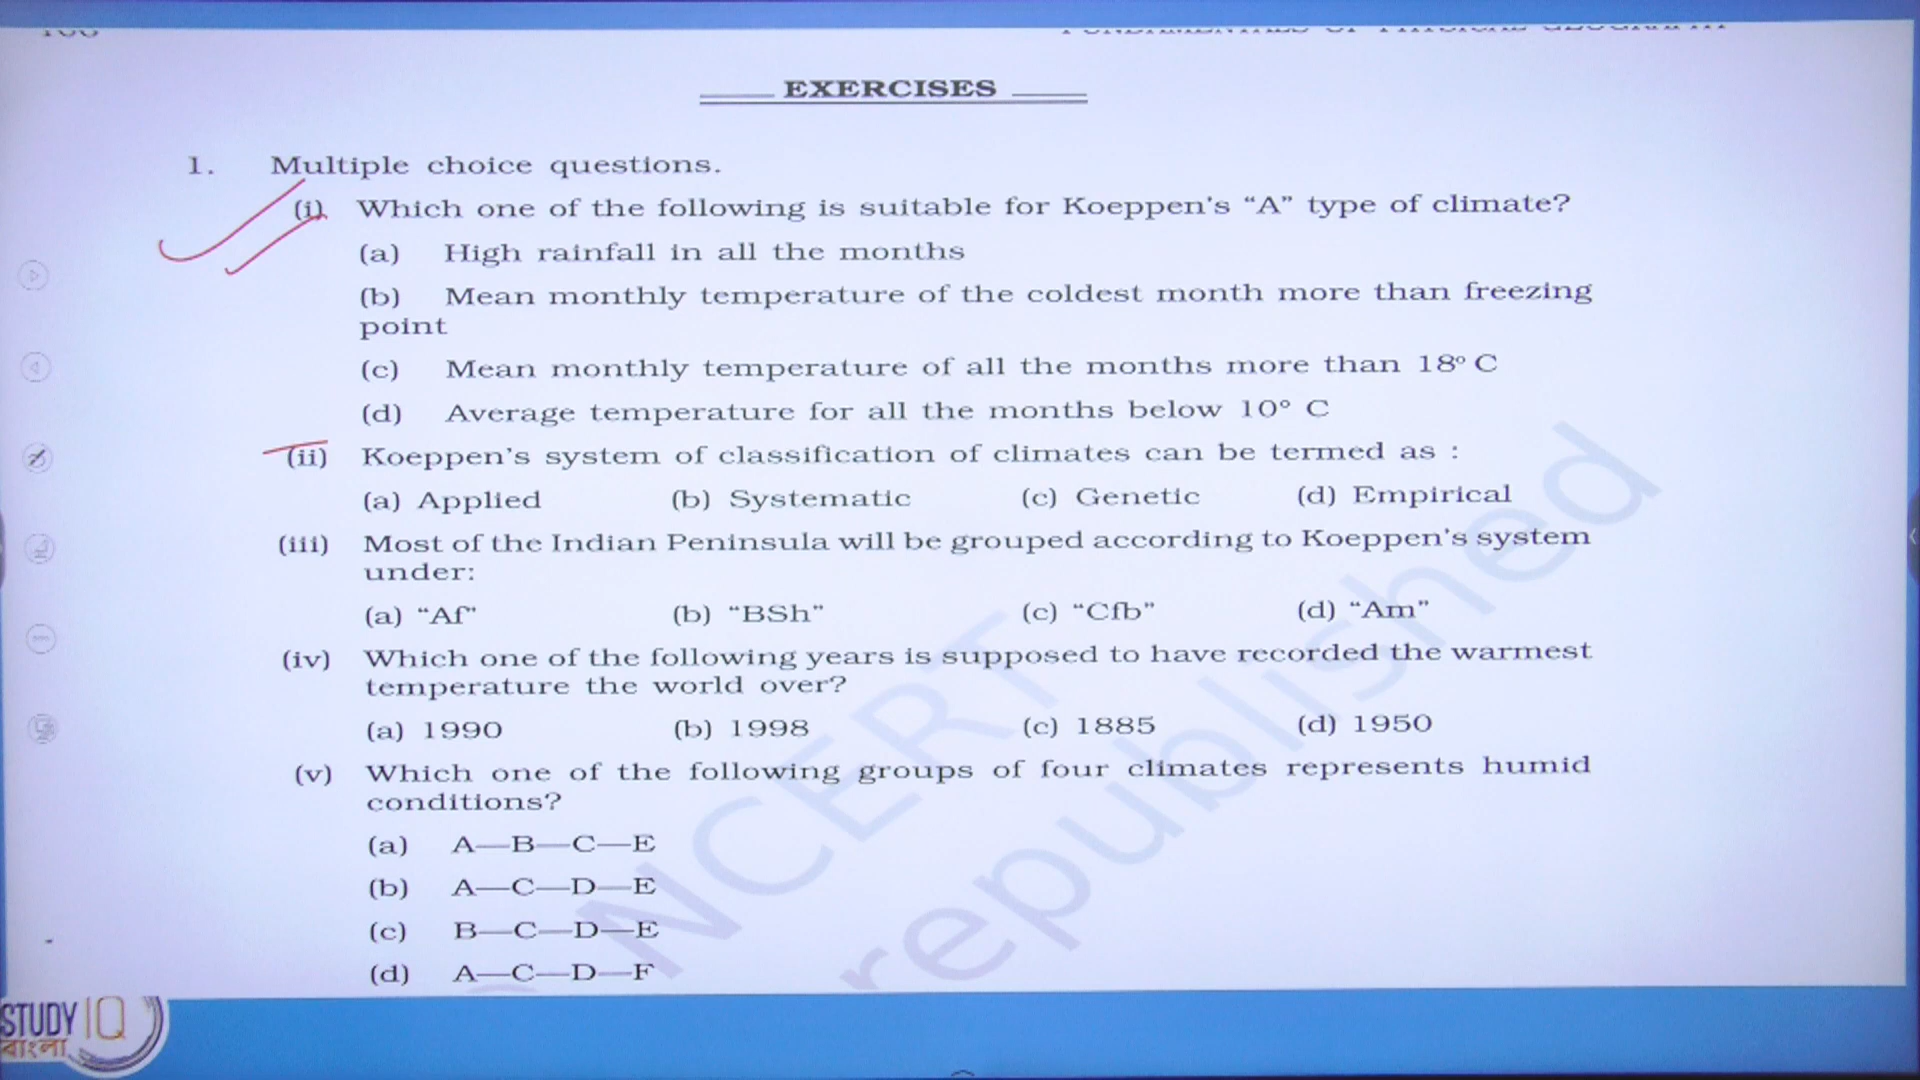 EXERCISES
1. Multiple choice questions.
(i) Which one of the following is suitable for Koeppen's “A” type of climate?
(a) High rainfall in all the months
(b) Mean monthly temperature of the coldest month more than freezing
point
(c) Mean monthly temperature of all the months more than 18° C
(d) Average temperature for all the months below 10° C
(ii) Koeppen’s system of classification of climates can be termed as :
(a) Applied (b) Systematic (c) Genetic (d) Empirical
(iii) Most of the Indian Peninsula will be grouped according to Koeppen's system
under:
(a) “Af” (b) “BSh” (c) “Cfb” (d) “Am”
(iv) Which one of the following years is supposed to have recorded the warmest
temperature the world over?
(a) 1990 (b) 1998 (c) 1885 (d) 1950
(v) Which one of the following groups of four climates represents humid
conditions?
(a) A—B—C—E
(b) A—C—D—E
(c) B—C—D—E
(d) A—C—D—F
NCERT
republished
STUDY IQ
বাংলা